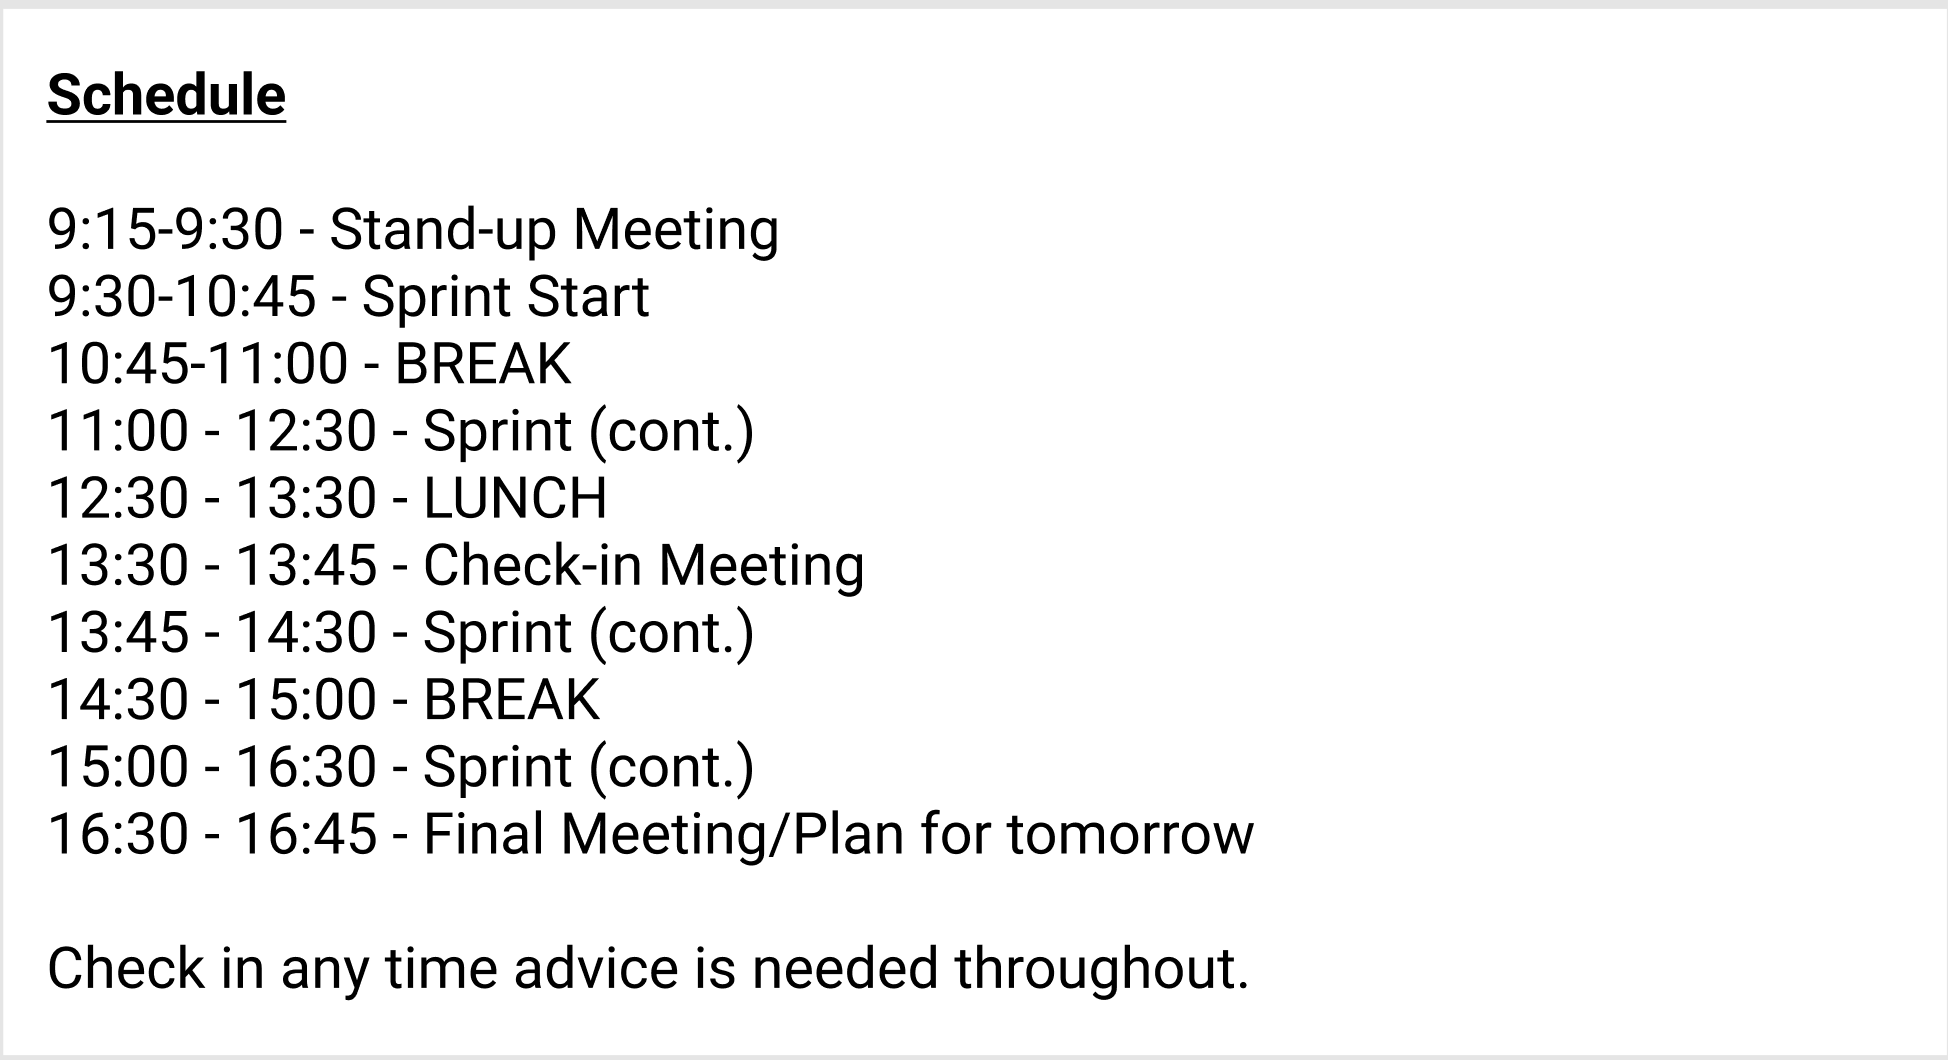 Schedule
9:15-9:30 - Stand-up Meeting
9:30-10:45 - Sprint Start
10:45-11:00 - BREAK
11:00 - 12:30 - Sprint (cont.)
12:30 - 13:30 - LUNCH
13:30 - 13:45 - Check-in Meeting
13:45 - 14:30 - Sprint (cont.)
14:30 - 15:00 - BREAK
15:00 - 16:30 - Sprint (cont.)
16:30 - 16:45 - Final Meeting/Plan for tomorrow
Check in any time advice is needed throughout.